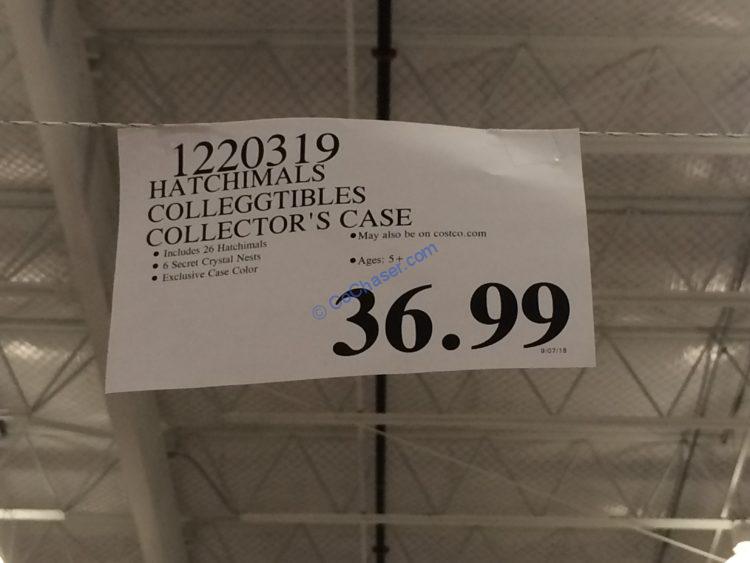 1220319
HATCHIMALS
COLLEGGTIBLES
COLLECTOR'S CASE
• Includes 26 Hatchimals
• 6 Secret Crystal Nests
• Exclusive Case Color
• May also be on costco.com
• Ages: 5+
© CoChaser.com
36.99
9/07/18